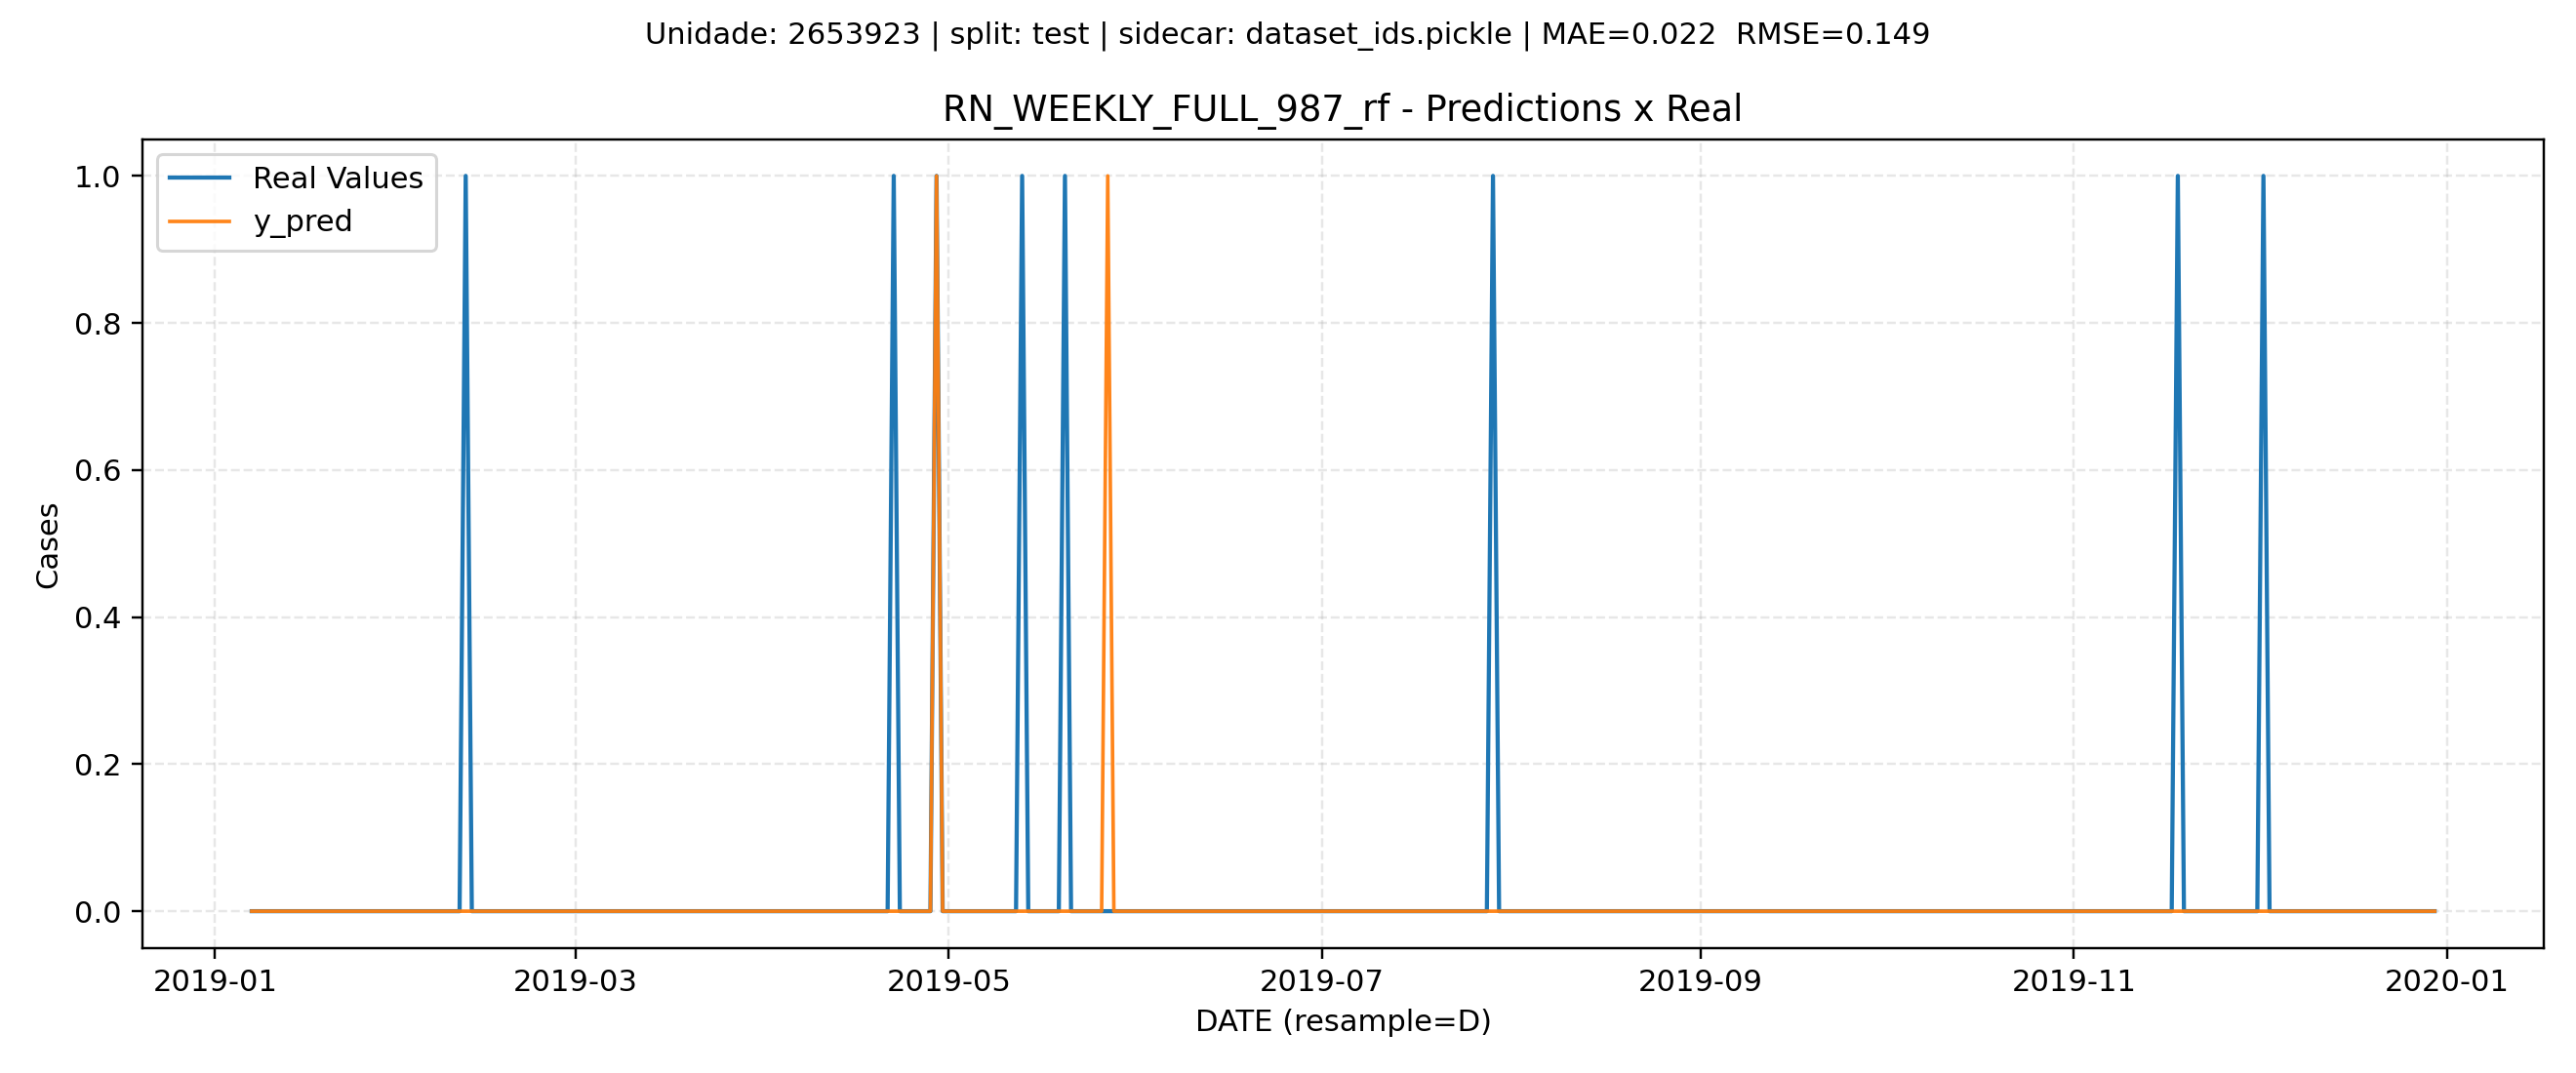 Unidade: 2653923 | split: test | sidecar: dataset_ids.pickle | MAE=0.022  RMSE=0.149
RN_WEEKLY_FULL_987_rf - Predictions x Real
Real Values
y_pred
1.0
0.8
0.6
0.4
0.2
0.0
Cases
2019-01
2019-03
2019-05
2019-07
2019-09
2019-11
2020-01
DATE (resample=D)